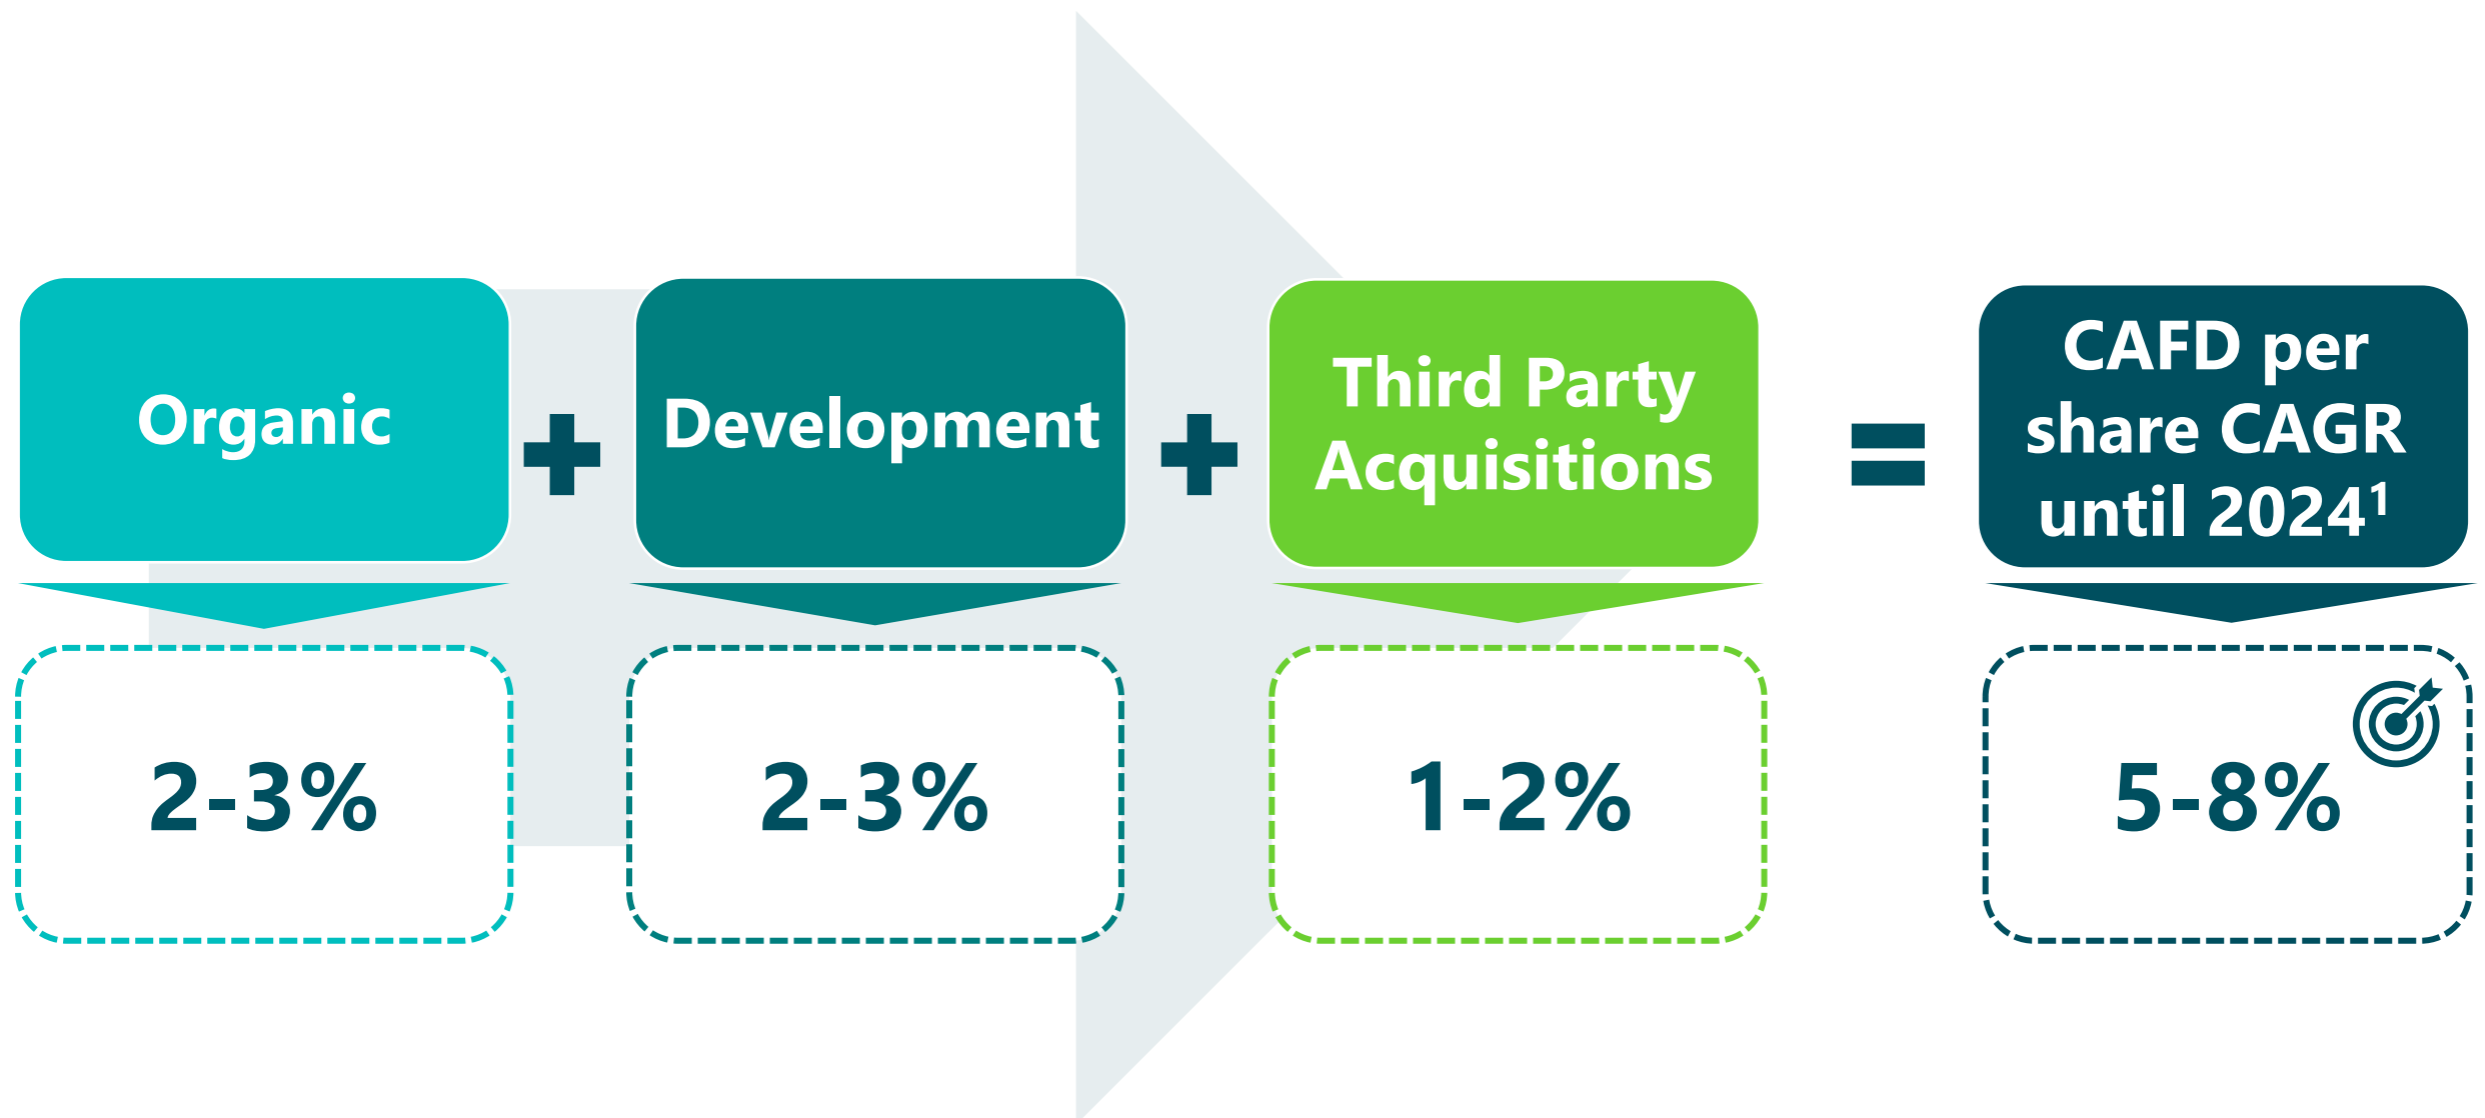 Organic
+
Development
+
Third Party
Acquisitions
=
CAFD per
share CAGR
until 2024¹
2-3%
2-3%
1-2%
5-8%